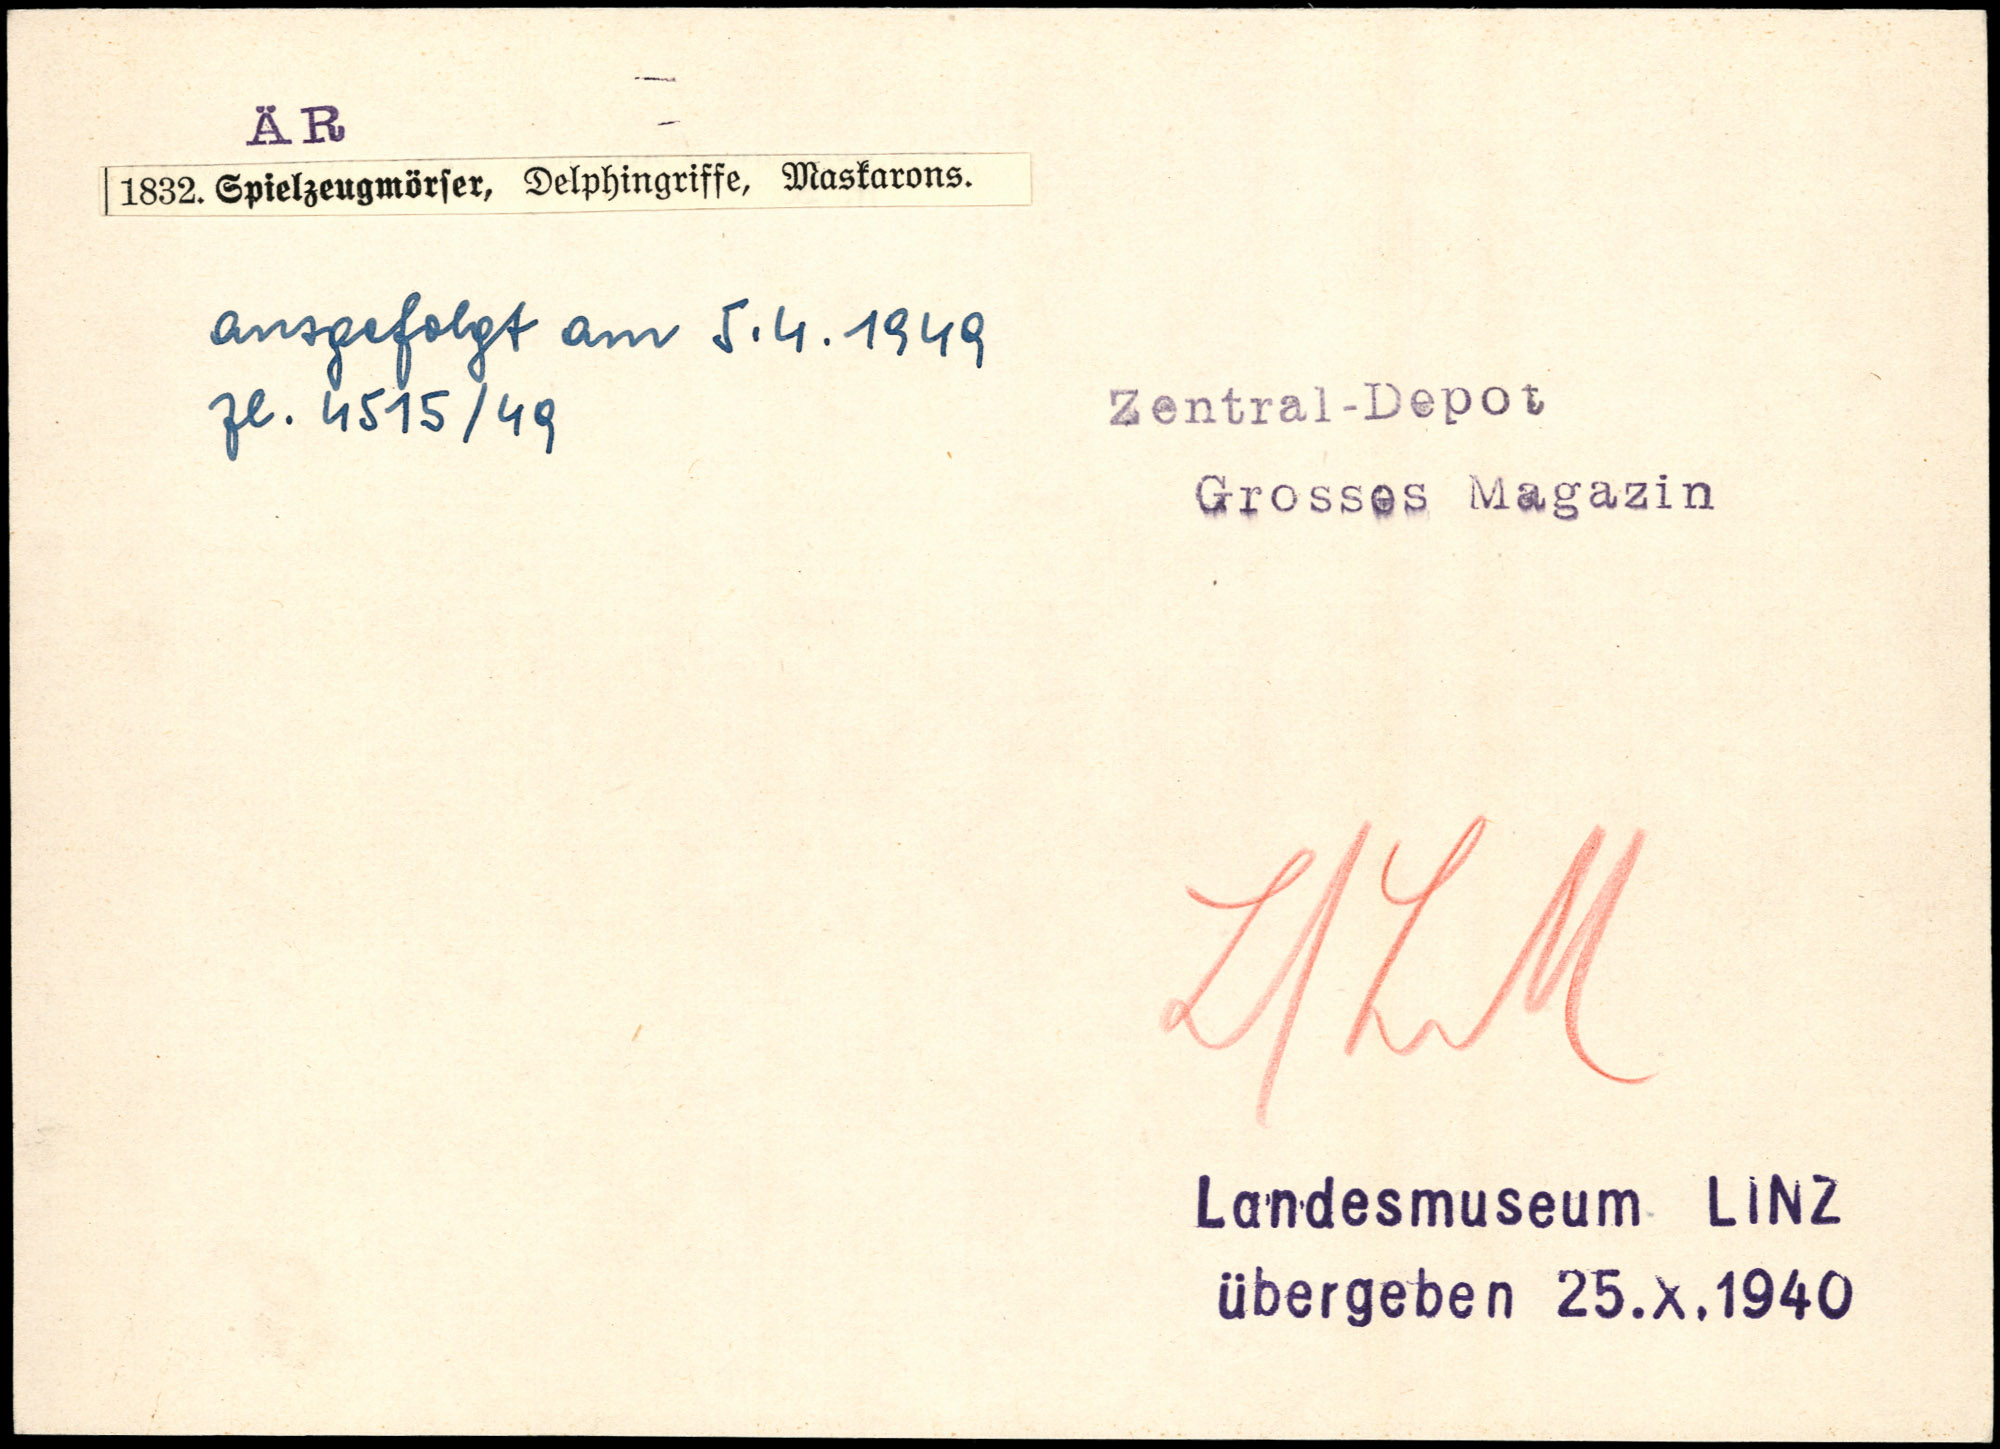 ÄR
1832. Spielzeugmörser, Delphingriffe, Maskarons.
ausgefolgt am 5.4.1949
zl. 4515/49
Zentral-Depot
Grosses Magazin
Landesmuseum LINZ
übergeben 25.X.1940